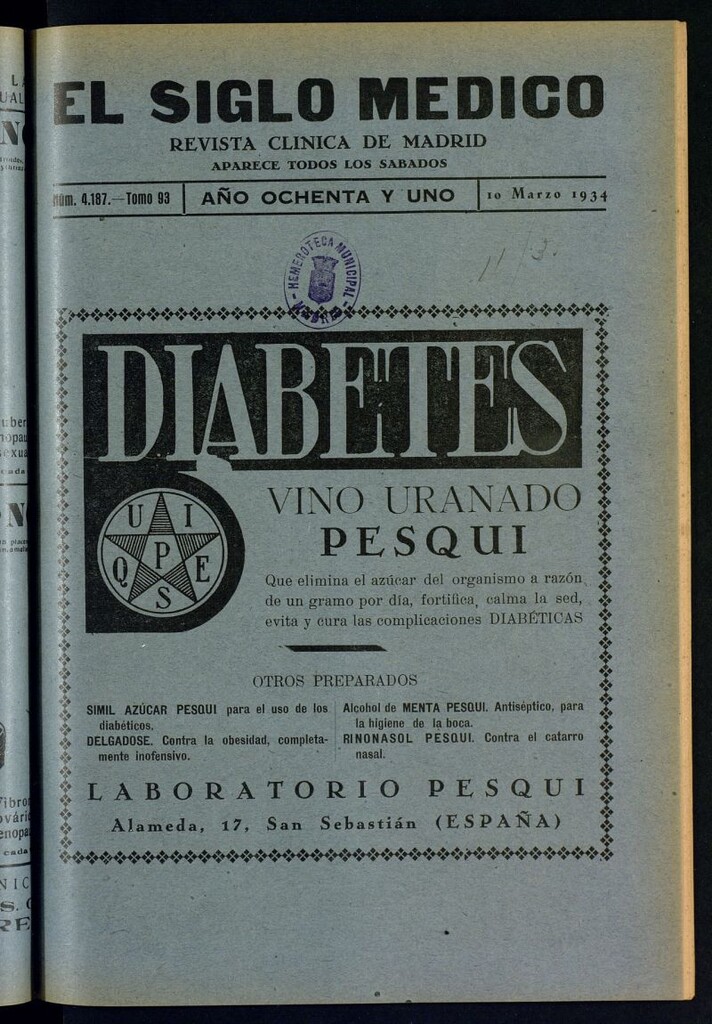 EL SIGLO MEDICO
REVISTA CLINICA DE MADRID
APARECE TODOS LOS SABADOS
Núm. 4.187.—Tomo 93
AÑO OCHENTA Y UNO
10 Marzo 1934
HEMEROTECA MUNICIPAL
MADRID
DIABETES
VINO URANADO
PESQUI
U I
P
Q E
S
Que elimina el azúcar del organismo a razón
de un gramo por día, fortifica, calma la sed,
evita y cura las complicaciones DIABÉTICAS
OTROS PREPARADOS
SIMIL AZÚCAR PESQUI para el uso de los
diabéticos.
DELGADOSE. Contra la obesidad, completa-
mente inofensivo.
Alcohol de MENTA PESQUI. Antiséptico, para
la higiene de la boca.
RINONASOL PESQUI. Contra el catarro
nasal.
LABORATORIO PESQUI
Alameda, 17, San Sebastián (ESPAÑA)